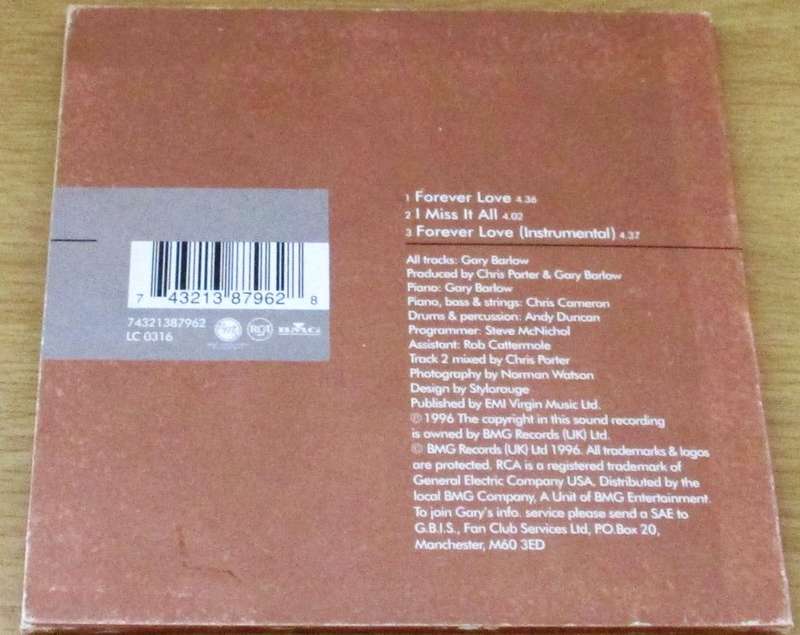 1 Forever Love 4.36
2 I Miss It All 4.02
3 Forever Love (Instrumental) 4.37
All tracks: Gary Barlow
Produced by Chris Porter & Gary Barlow
Piano: Gary Barlow
Piano, bass & strings: Chris Cameron
Drums & percussion: Andy Duncan
Programmer: Steve McNichol
Assistant: Rob Cattermole
Track 2 mixed by Chris Porter
Photography by Norman Watson
Design by Stylorouge
Published by EMI Virgin Music Ltd.
℗ 1996 The copyright in this sound recording
is owned by BMG Records (UK) Ltd.
© BMG Records (UK) Ltd 1996. All trademarks & logos
are protected. RCA is a registered trademark of
General Electric Company USA. Distributed by the
local BMG Company, A Unit of BMG Entertainment.
To join Gary's info. service please send a SAE to
G.B.I.S., Fan Club Services Ltd, P.O.Box 20,
Manchester, M60 3ED
7 43213 87962 8
74321387962
LC 0316
RCA BMG